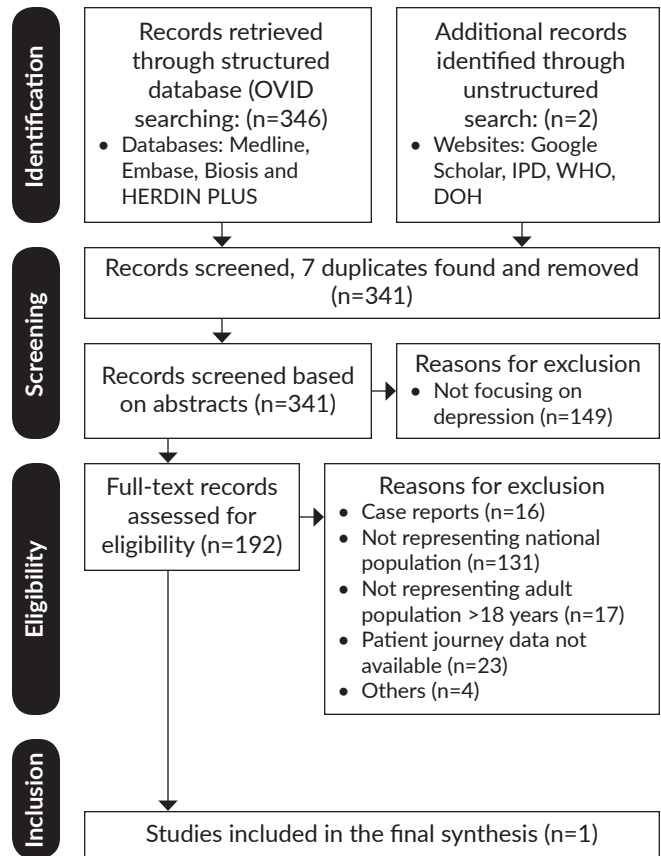 Identification
Records retrieved
through structured
database (OVID
searching: (n=346)
• Databases: Medline,
Embase, Biosis and
HERDIN PLUS
Additional records
identified through
unstructured
search: (n=2)
• Websites: Google
Scholar, IPD, WHO,
DOH
Screening
Records screened, 7 duplicates found and removed
(n=341)
Records screened based
on abstracts (n=341)
Reasons for exclusion
• Not focusing on
depression (n=149)
Eligibility
Full-text records
assessed for
eligibility (n=192)
Reasons for exclusion
• Case reports (n=16)
• Not representing national
population (n=131)
• Not representing adult
population >18 years (n=17)
• Patient journey data not
available (n=23)
• Others (n=4)
Inclusion
Studies included in the final synthesis (n=1)